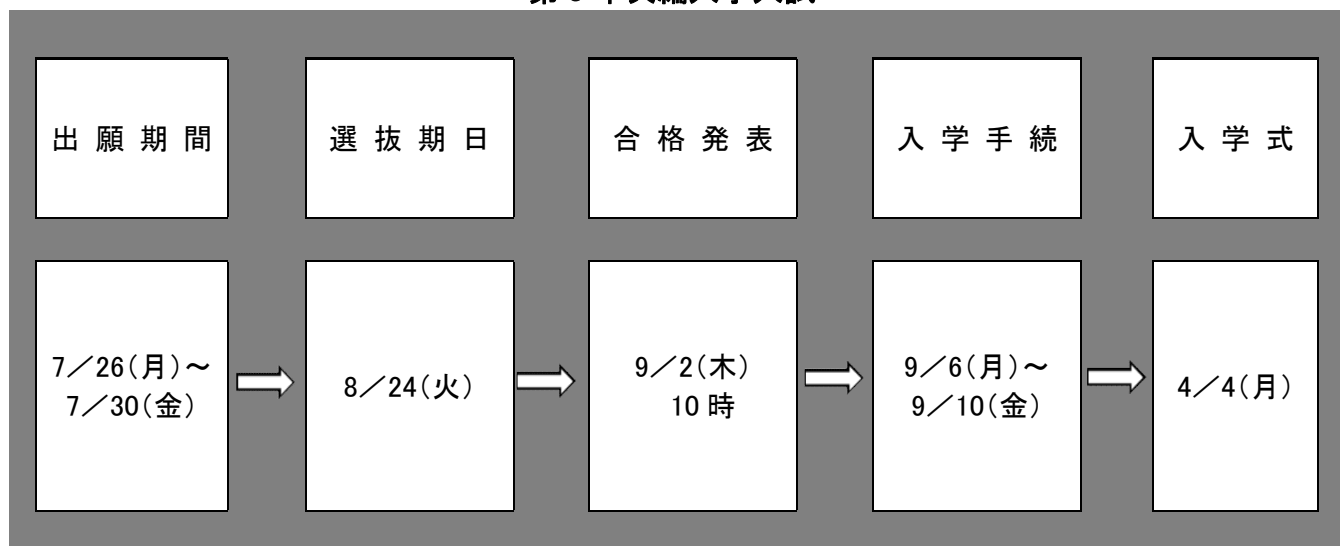 出願期間
選抜期日
合格発表
入学手続
入学式
7／26(月)～
7／30(金)
8／24(火)
9／2(木)
10時
9／6(月)～
9／10(金)
4／4(月)